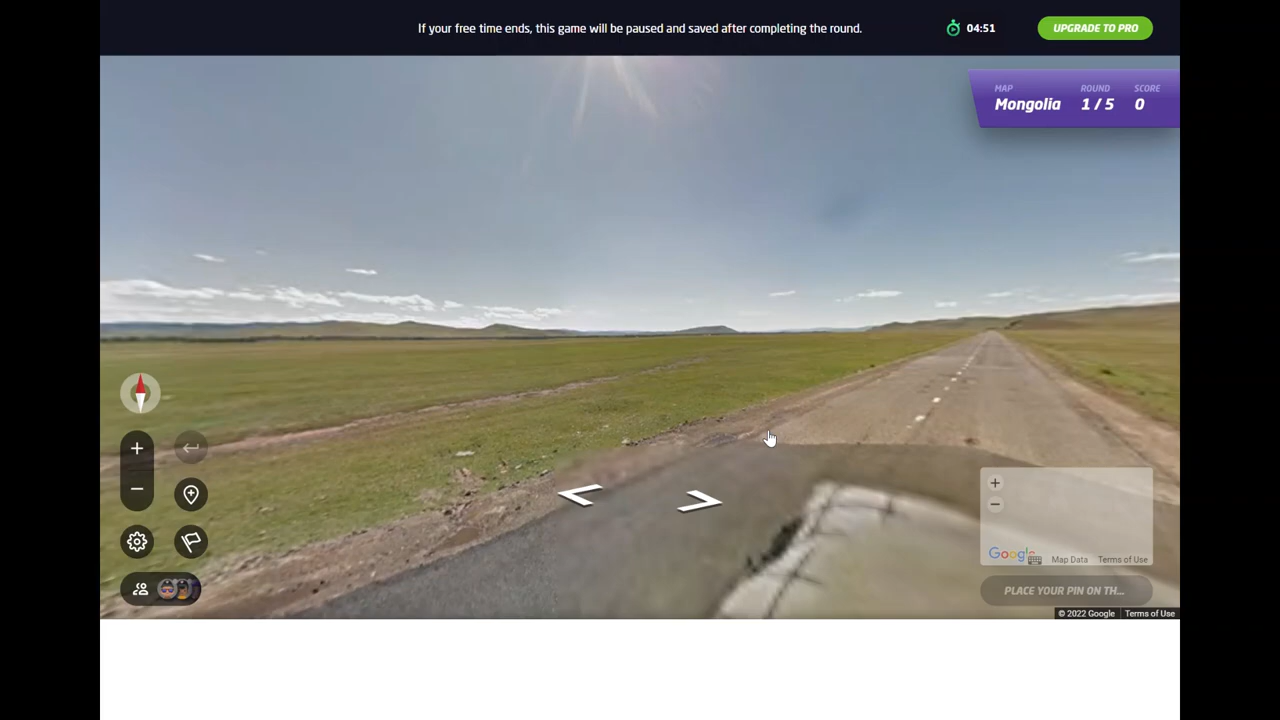 If your free time ends, this game will be paused and saved after completing the round.
04:51
UPGRADE TO PRO
MAP ROUND SCORE
Mongolia 1 / 5 0
Google Map Data Terms of Use
PLACE YOUR PIN ON TH...
© 2022 Google Terms of Use